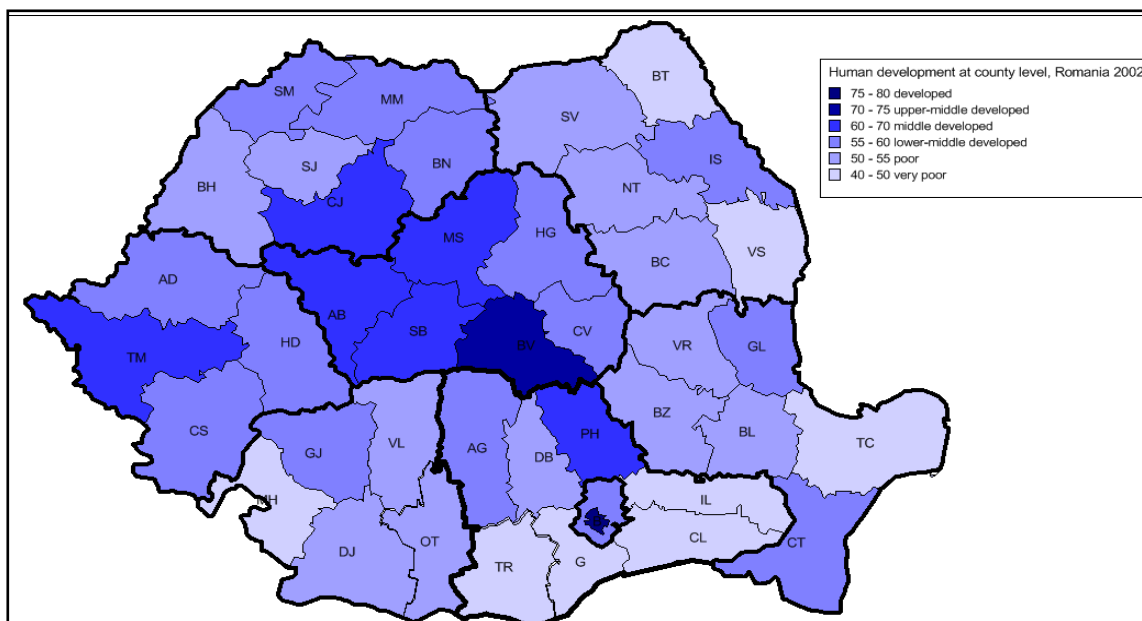 Human development at county level, Romania 2002
75 - 80 developed
70 - 75 upper-middle developed
60 - 70 middle developed
55 - 60 lower-middle developed
50 - 55 poor
40 - 50 very poor
BT
SM
MM
SV
IS
SJ
BN
NT
BH
CJ
MS
HG
VS
BC
AD
AB
SB
BV
CV
HD
TM
VR
GL
BZ
CS
VL
PH
BL
TC
GJ
AG
DB
MH
IL
CL
CT
OT
DJ
TR
G